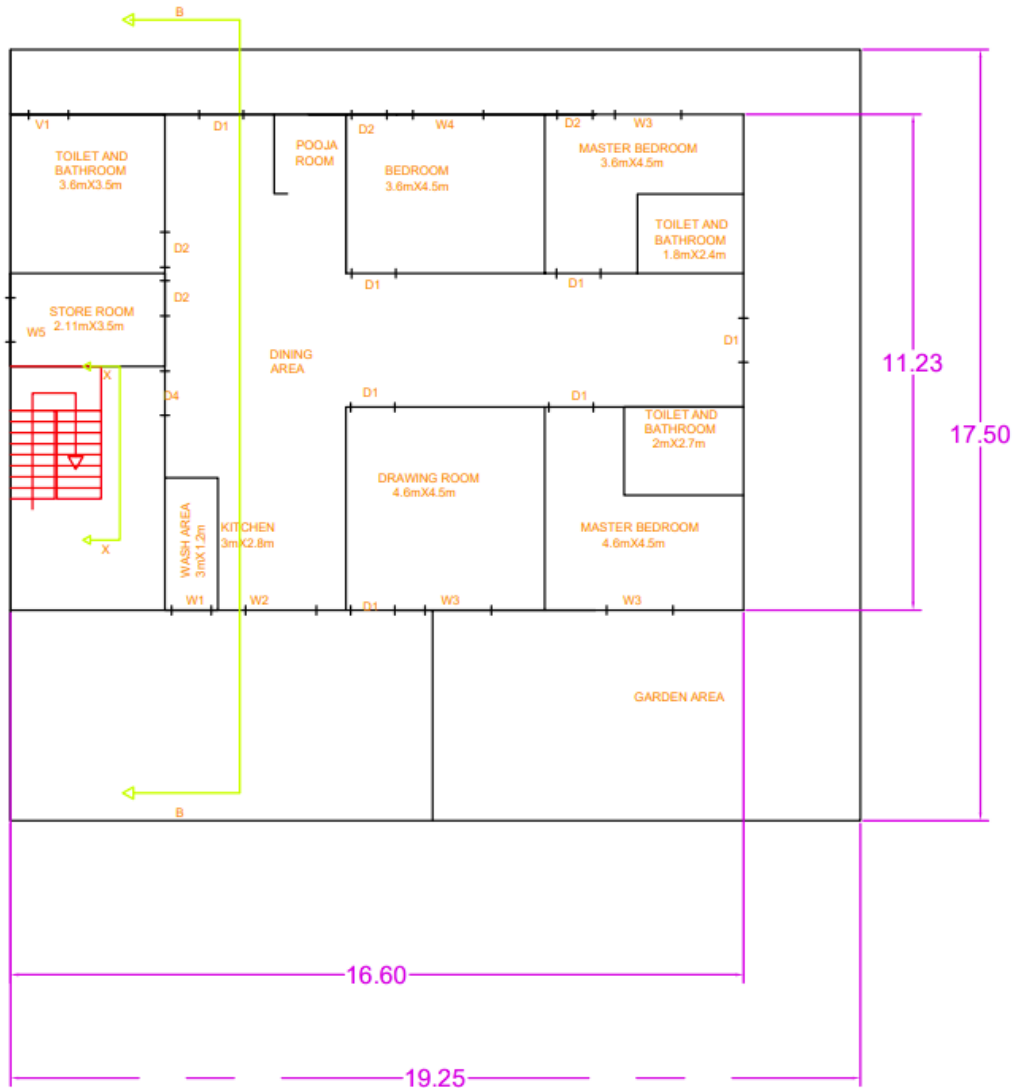 B
V1
D1
D2
W4
D2
W3
TOILET AND
BATHROOM
3.6mX3.5m
POOJA
ROOM
BEDROOM
3.6mX4.5m
MASTER BEDROOM
3.6mX4.5m
TOILET AND
BATHROOM
1.8mX2.4m
D2
D2
D1
D1
STORE ROOM
2.11mX3.5m
W5
DINING
AREA
D1
11.23
17.50
X
D4
D1
D1
TOILET AND
BATHROOM
2mX2.7m
DRAWING ROOM
4.6mX4.5m
WASH AREA
3mX1.2m
KITCHEN
3mX2.8m
MASTER BEDROOM
4.6mX4.5m
X
W1
W2
D1
W3
W3
GARDEN AREA
B
16.60
19.25